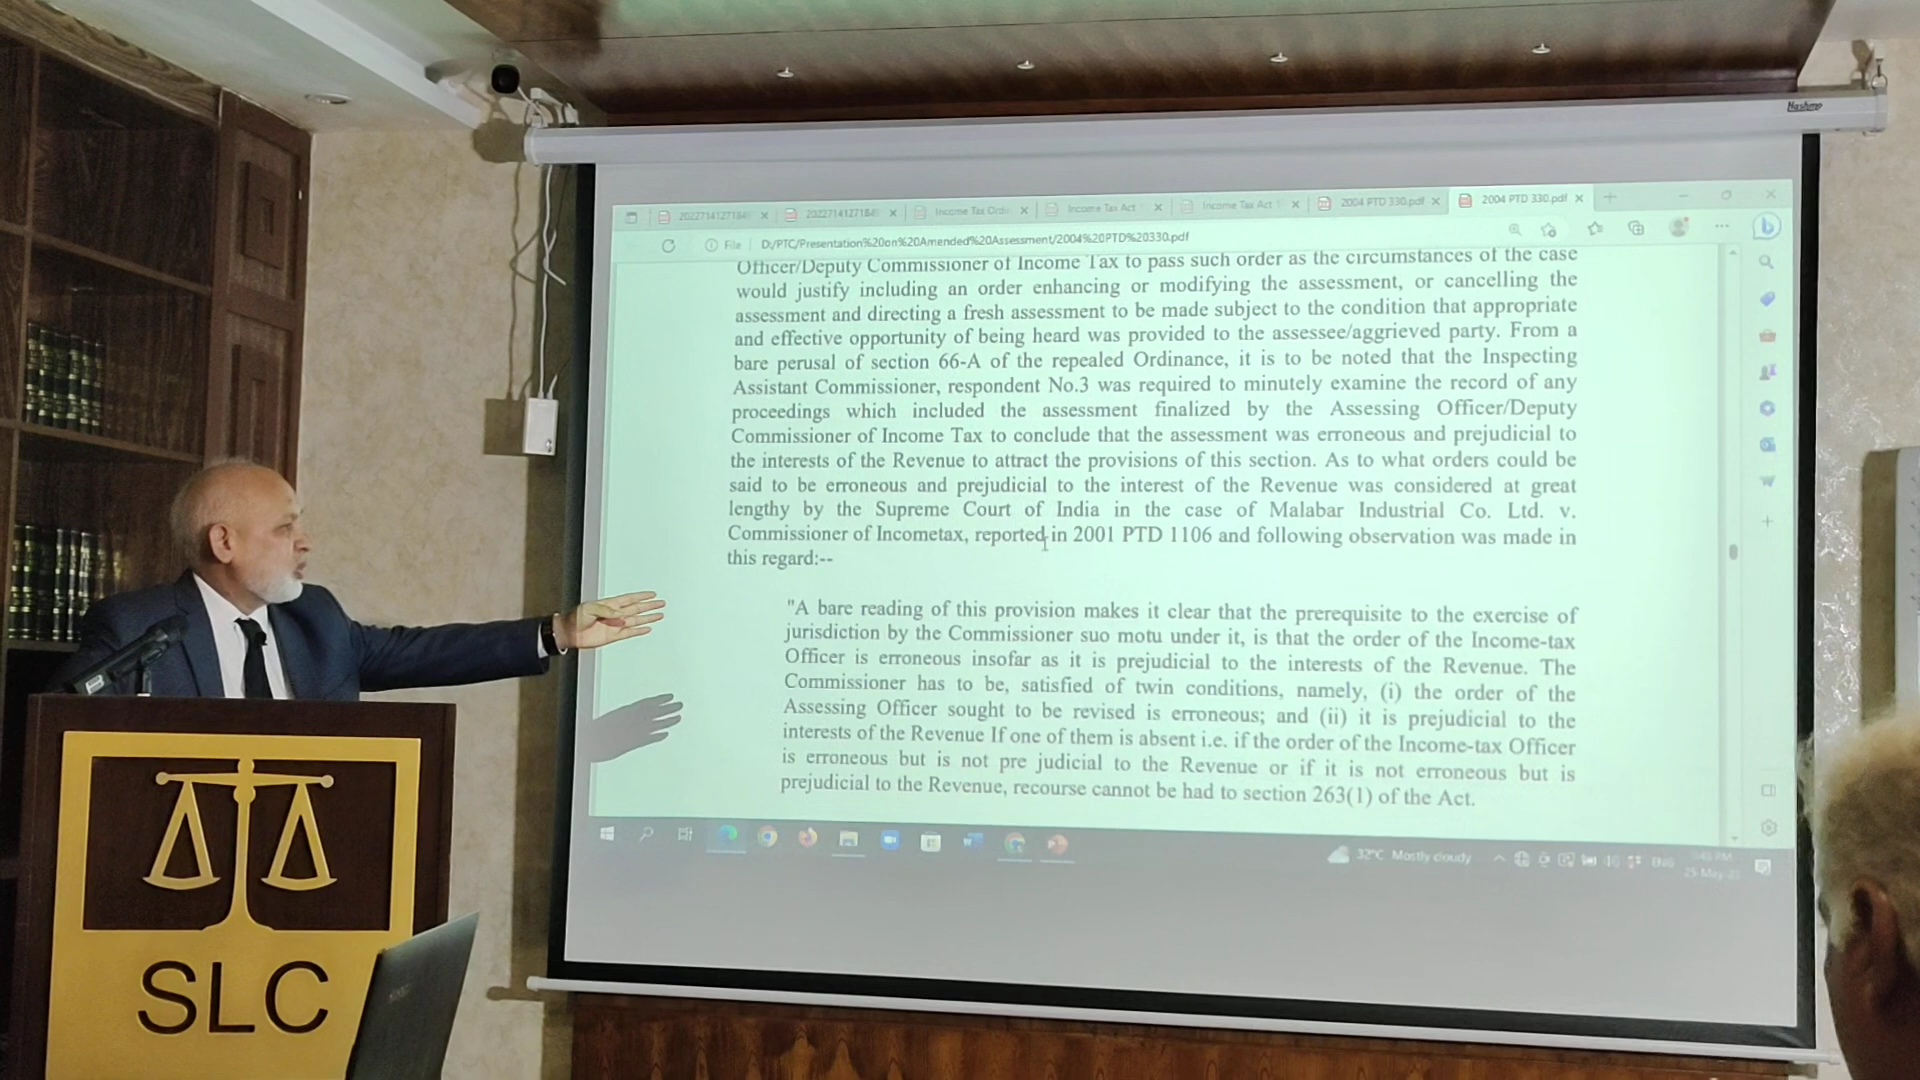 Nashmo
2022714127184
2022714127184
Income Tax Ordi
Income Tax Act
Income Tax Act
2004 PTD 330.pdf
2004 PTD 330.pdf
File
D:/PTC/Presentation%20on%20Amended%20Assessment/2004%20PTD%20330.pdf
Officer/Deputy Commissioner of Income Tax to pass such order as the circumstances of the case
would justify including an order enhancing or modifying the assessment, or cancelling the
assessment and directing a fresh assessment to be made subject to the condition that appropriate
and effective opportunity of being heard was provided to the assessee/aggrieved party. From a
bare perusal of section 66-A of the repealed Ordinance, it is to be noted that the Inspecting
Assistant Commissioner, respondent No.3 was required to minutely examine the record of any
proceedings which included the assessment finalized by the Assessing Officer/Deputy
Commissioner of Income Tax to conclude that the assessment was erroneous and prejudicial to
the interests of the Revenue to attract the provisions of this section. As to what orders could be
said to be erroneous and prejudicial to the interest of the Revenue was considered at great
lengthy by the Supreme Court of India in the case of Malabar Industrial Co. Ltd. v.
Commissioner of Incometax, reported in 2001 PTD 1106 and following observation was made in
this regard:--
"A bare reading of this provision makes it clear that the prerequisite to the exercise of
jurisdiction by the Commissioner suo motu under it, is that the order of the Income-tax
Officer is erroneous insofar as it is prejudicial to the interests of the Revenue. The
Commissioner has to be, satisfied of twin conditions, namely, (i) the order of the
Assessing Officer sought to be revised is erroneous; and (ii) it is prejudicial to the
interests of the Revenue If one of them is absent i.e. if the order of the Income-tax Officer
is erroneous but is not pre judicial to the Revenue or if it is not erroneous but is
prejudicial to the Revenue, recourse cannot be had to section 263(1) of the Act.
32°C Mostly cloudy
ENG
25-May-2
SLC